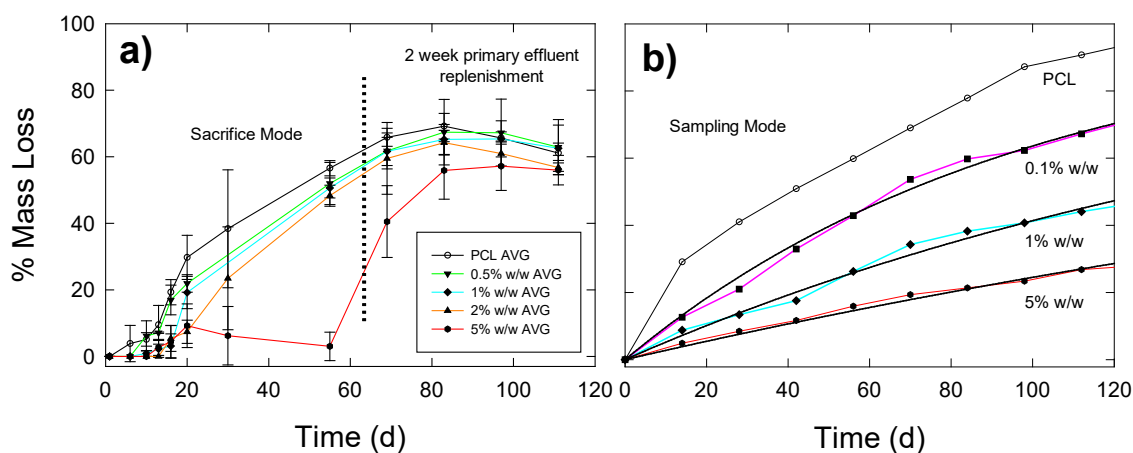 a)
2 week primary effluent
replenishment
Sacrifice Mode
% Mass Loss
100
80
60
40
20
0
PCL AVG
0.5% w/w AVG
1% w/w AVG
2% w/w AVG
5% w/w AVG
0 20 40 60 80 100 120
Time (d)
b)
PCL
Sampling Mode
0.1% w/w
1% w/w
5% w/w
20 40 60 80 100 120
Time (d)